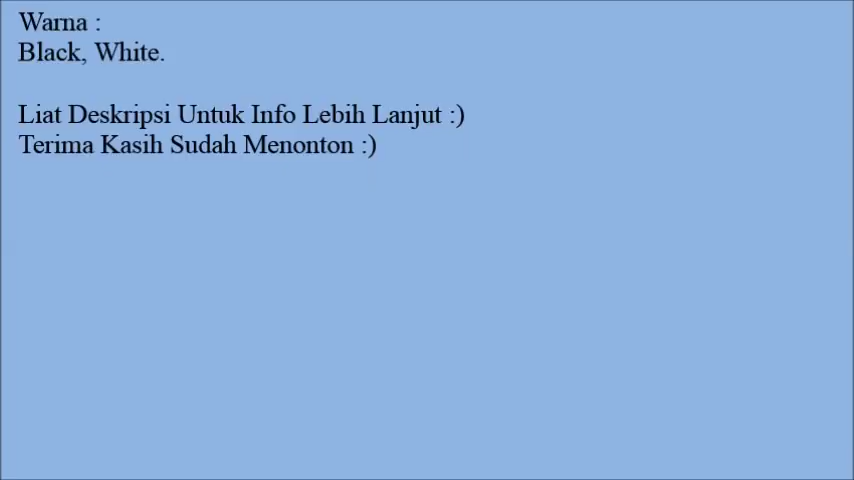 Warna :
Black, White.
Liat Deskripsi Untuk Info Lebih Lanjut :)
Terima Kasih Sudah Menonton :)